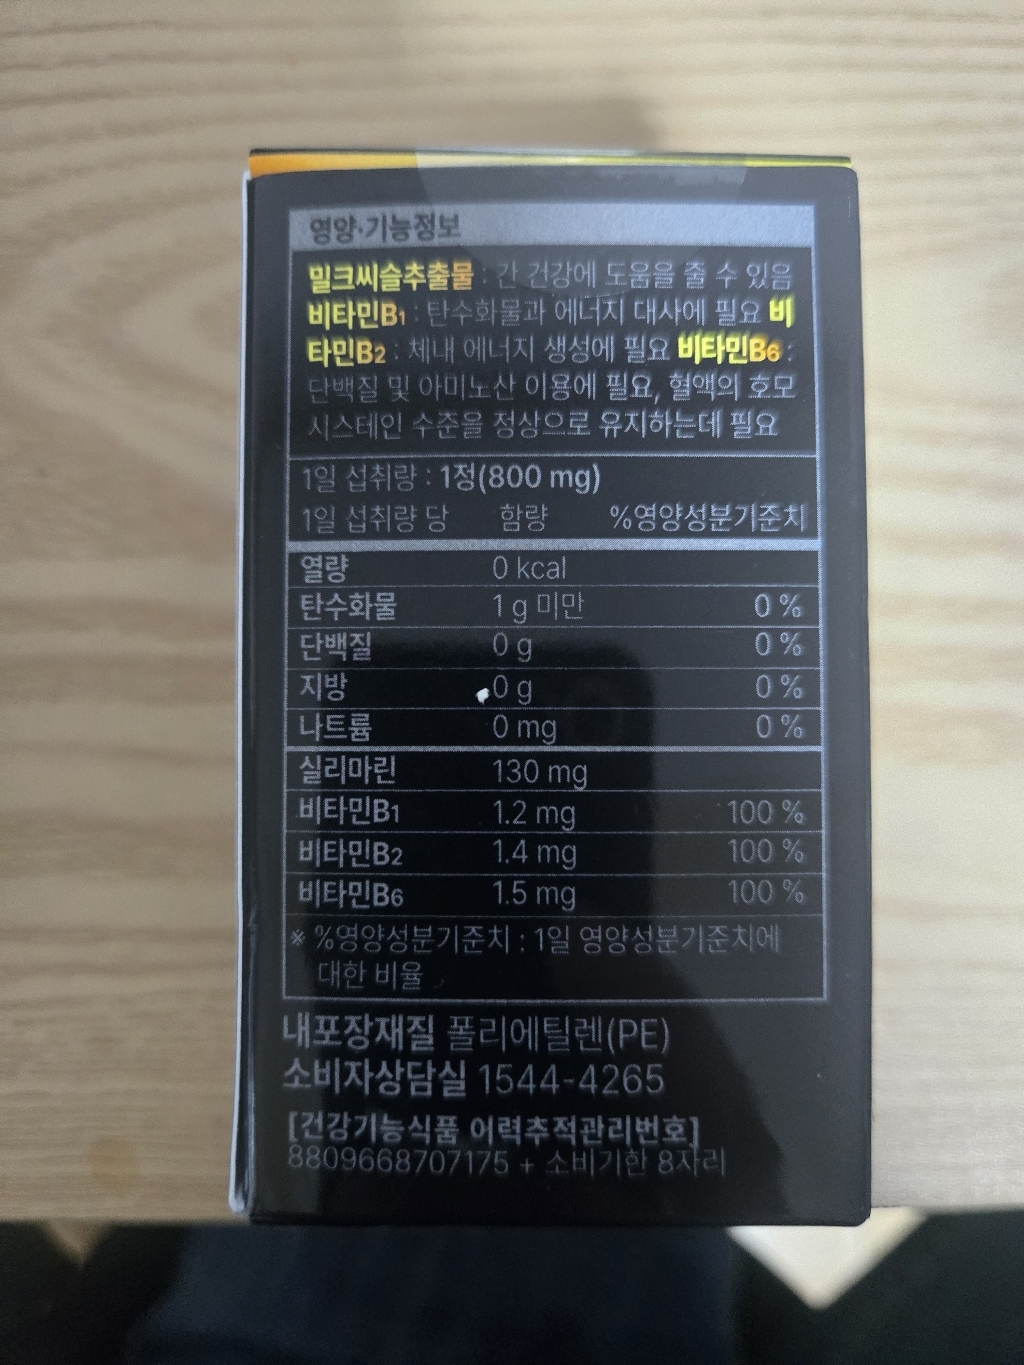 영양·기능정보
밀크씨슬추출물 : 간 건강에 도움을 줄 수 있음
비타민B1 : 탄수화물과 에너지 대사에 필요 비
타민B2 : 체내 에너지 생성에 필요 비타민B6 :
단백질 및 아미노산 이용에 필요, 혈액의 호모
시스테인 수준을 정상으로 유지하는데 필요
1일 섭취량 : 1정(800 mg)
1일 섭취량 당 함량 %영양성분기준치
열량 0 kcal
탄수화물 1 g 미만 0 %
단백질 0 g 0 %
지방 0 g 0 %
나트륨 0 mg 0 %
실리마린 130 mg
비타민B1 1.2 mg 100 %
비타민B2 1.4 mg 100 %
비타민B6 1.5 mg 100 %
※ %영양성분기준치 : 1일 영양성분기준치에
대한 비율
내포장재질 폴리에틸렌(PE)
소비자상담실 1544-4265
[건강기능식품 이력추적관리번호]
8809668707175 + 소비기한 8자리